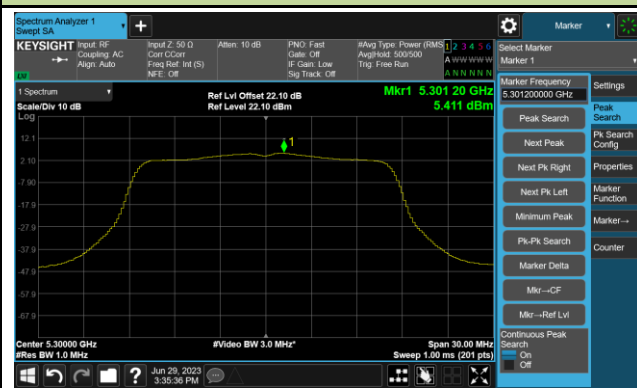 Spectrum Analyzer 1
Swept SA
Marker
KEYSIGHT
Input: RF
Coupling: AC
Align: Auto
Input Z: 50 Ω
Corr CCorr
Freq Ref: Int (S)
NFE: Off
Atten: 10 dB
PNO: Fast
Gate: Off
IF Gain: Low
Sig Track: Off
#Avg Type: Power (RMS
Avg|Hold: 500/500
Trig: Free Run
1 2 3 4 5 6
A W W W W W
A N N N N N
Select Marker
Marker 1
1 Spectrum
Scale/Div 10 dB
Log
Ref Lvl Offset 22.10 dB
Ref Level 22.10 dBm
Mkr1 5.301 20 GHz
5.411 dBm
1
12.1
2.10
-7.90
-17.9
-27.9
-37.9
-47.9
-57.9
-67.9
Center 5.30000 GHz
#Res BW 1.0 MHz
#Video BW 3.0 MHz*
Span 30.00 MHz
Sweep 1.00 ms (201 pts)
Marker Frequency
5.301200000 GHz
Peak Search
Next Peak
Next Pk Right
Next Pk Left
Minimum Peak
Pk-Pk Search
Marker Delta
Mkr→CF
Mkr→Ref Lvl
Continuous Peak
Search
On
Off
Settings
Peak
Search
Pk Search
Config
Properties
Marker
Function
Marker→
Counter
Jun 29, 2023
3:35:36 PM